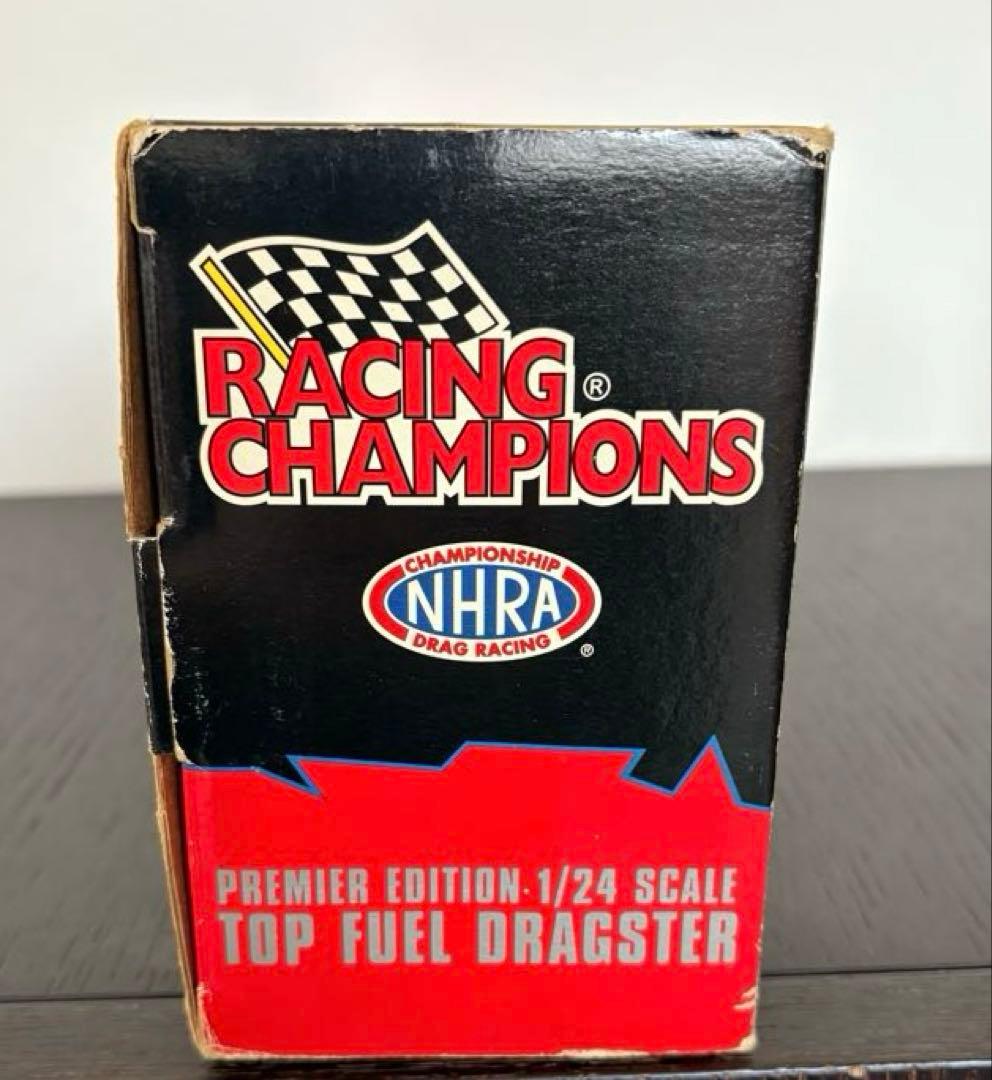 RACING ®
CHAMPIONS
CHAMPIONSHIP
NHRA
DRAG RACING ®
PREMIER EDITION · 1/24 SCALE
TOP FUEL DRAGSTER